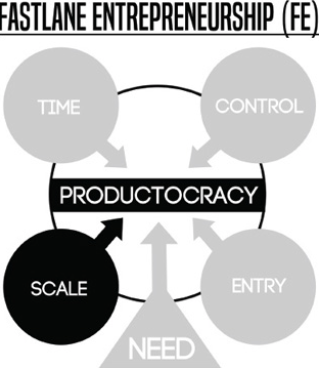 FASTLANE ENTREPRENEURSHIP (FE)
TIME
CONTROL
PRODUCTOCRACY
SCALE
ENTRY
NEED